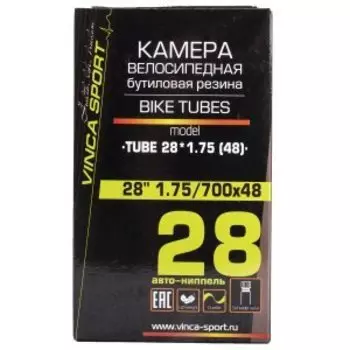 VINCA SPORT
КАМЕРА
ВЕЛОСИПЕДНАЯ
бутиловая резина
BIKE TUBES
model
·TUBE 28*1.75 (48)·
28" 1.75/700x48
28
авто-ниппель
EAC
www.vinca-sport.ru